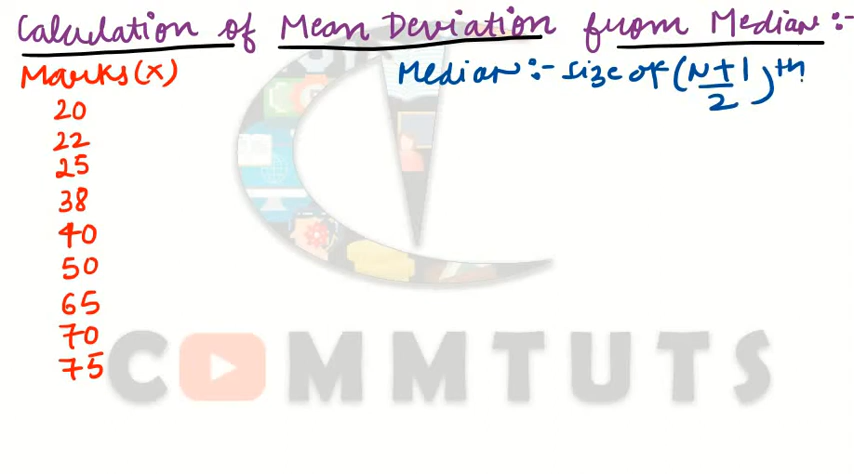 Calculation of Mean Deviation from Median :-
Marks (X)
Median :- size of (N+1/2)th
20
22
25
38
40
50
65
70
75
COMMTUTS